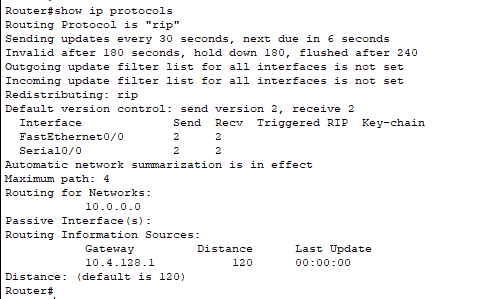 Router#show ip protocols
Routing Protocol is "rip"
Sending updates every 30 seconds, next due in 6 seconds
Invalid after 180 seconds, hold down 180, flushed after 240
Outgoing update filter list for all interfaces is not set
Incoming update filter list for all interfaces is not set
Redistributing: rip
Default version control: send version 2, receive 2
Interface Send Recv Triggered RIP Key-chain
FastEthernet0/0 2 2
Serial0/0 2 2
Automatic network summarization is in effect
Maximum path: 4
Routing for Networks:
10.0.0.0
Passive Interface(s):
Routing Information Sources:
Gateway Distance Last Update
10.4.128.1 120 00:00:00
Distance: (default is 120)
Router#